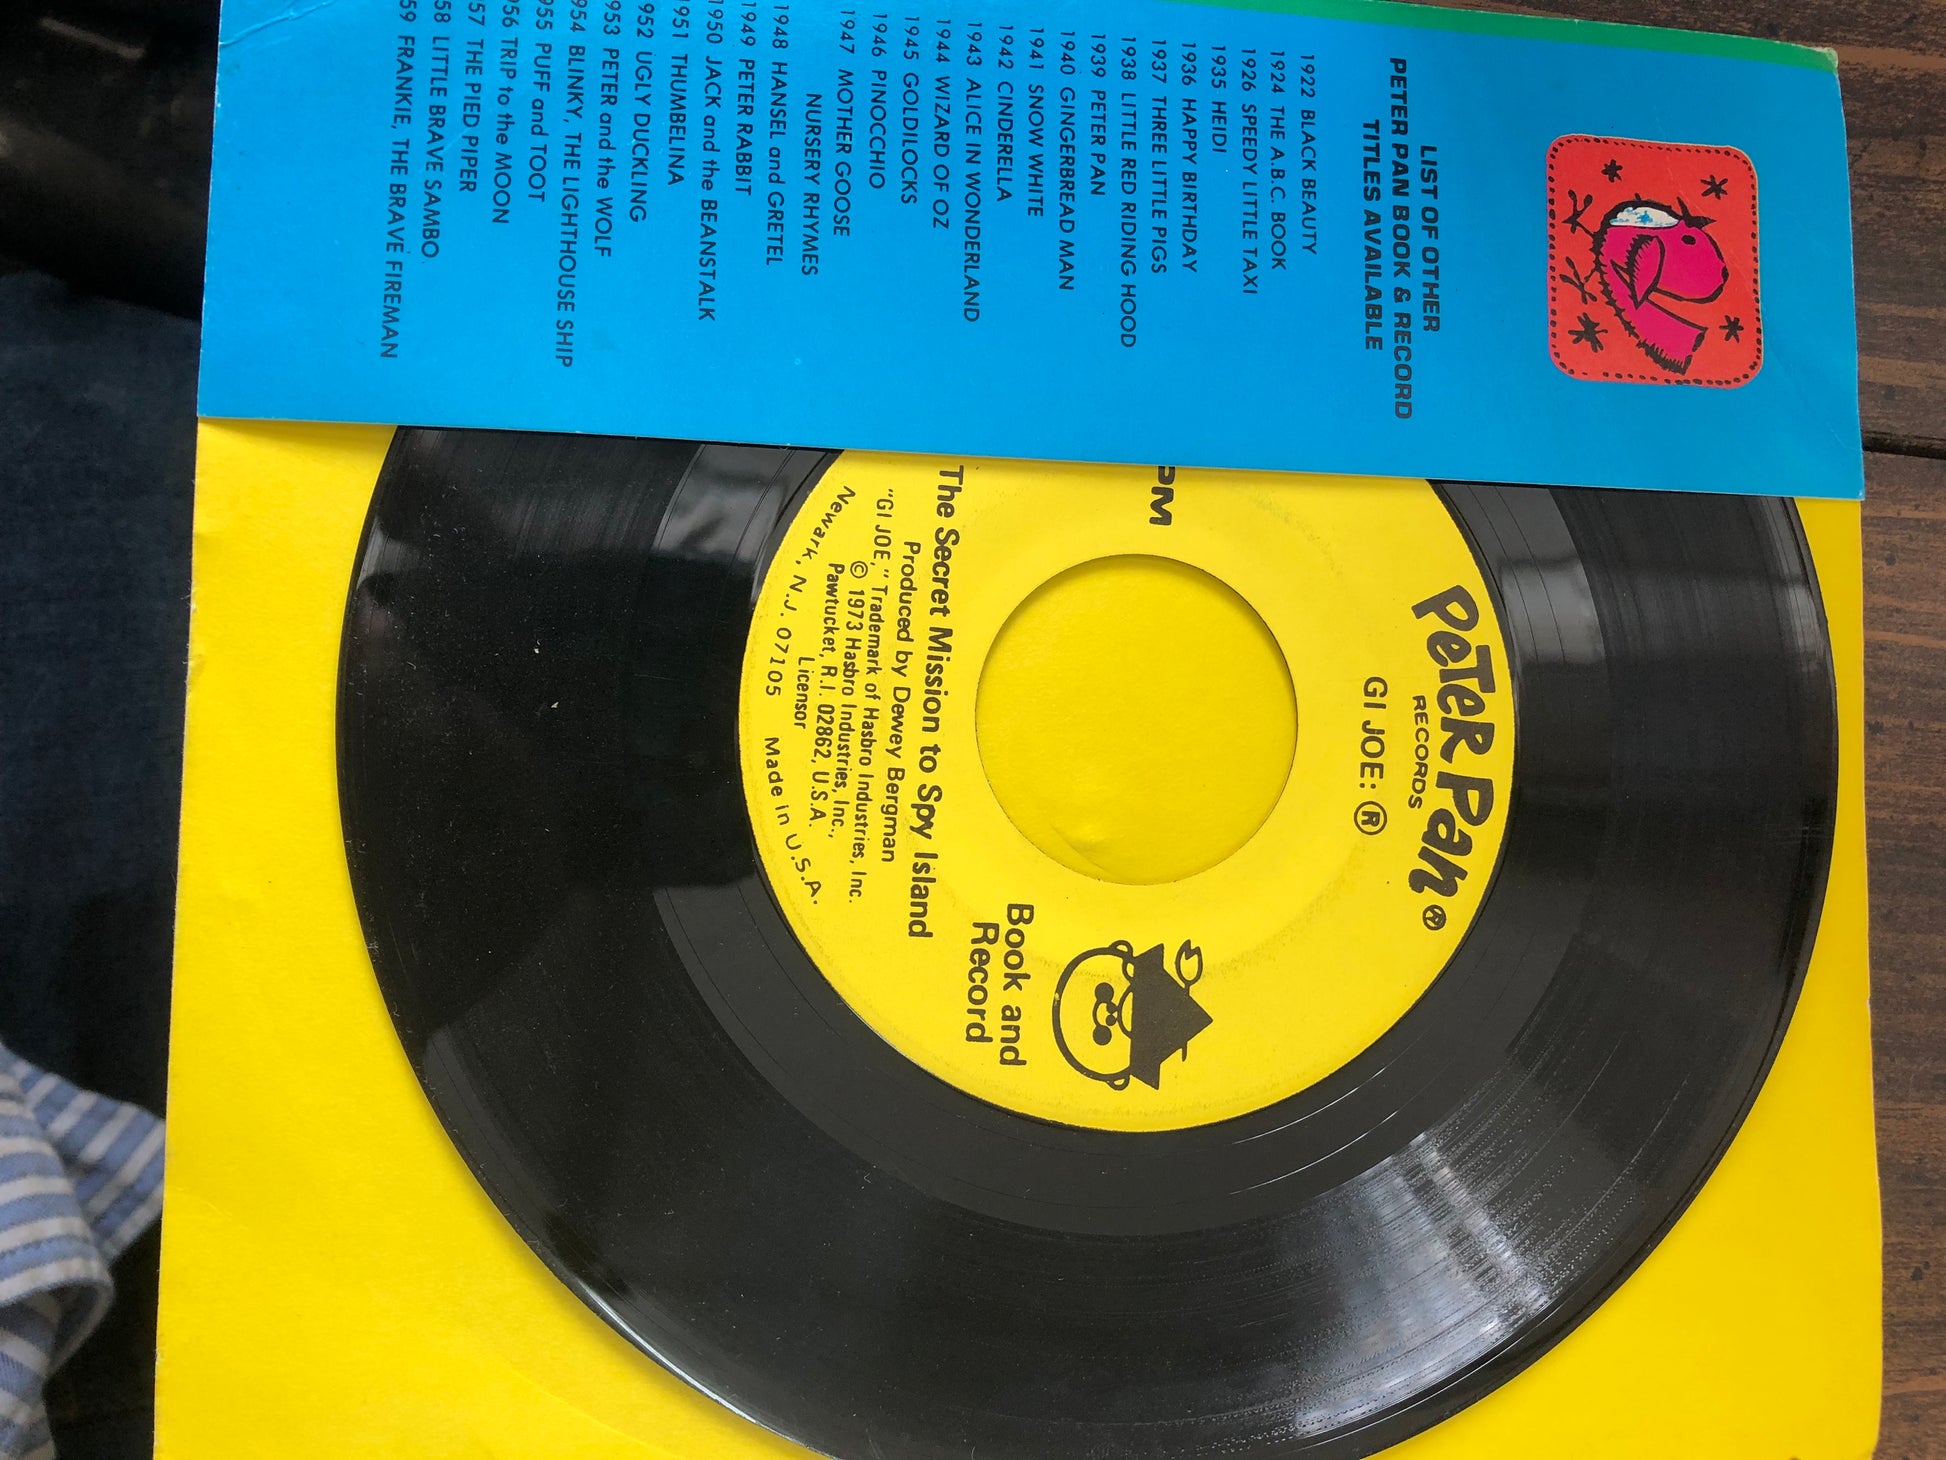 LIST OF OTHER
PETER PAN BOOK & RECORD
TITLES AVAILABLE
1922 BLACK BEAUTY
1924 THE A.B.C. BOOK
1926 SPEEDY LITTLE TAXI
1935 HEIDI
1936 HAPPY BIRTHDAY
1937 THREE LITTLE PIGS
1938 LITTLE RED RIDING HOOD
1939 PETER PAN
1940 GINGERBREAD MAN
1941 SNOW WHITE
1942 CINDERELLA
1943 ALICE IN WONDERLAND
1944 WIZARD OF OZ
1945 GOLDILOCKS
1946 PINOCCHIO
1947 MOTHER GOOSE
NURSERY RHYMES
1948 HANSEL and GRETEL
1949 PETER RABBIT
1950 JACK and the BEANSTALK
1951 THUMBELINA
1952 UGLY DUCKLING
953 PETER and the WOLF
954 BLINKY, THE LIGHTHOUSE SHIP
955 PUFF and TOOT
956 TRIP to the MOON
57 THE PIED PIPER
58 LITTLE BRAVE SAMBO
59 FRANKIE, THE BRAVE FIREMAN
PETER PAN ®
RECORDS
GI JOE: ®
PM
Book and
Record
The Secret Mission to Spy Island
Produced by Dewey Bergman
"GI JOE," Trademark of Hasbro Industries, Inc.
© 1973 Hasbro Industries, Inc.,
Pawtucket, R.I. 02862, U.S.A.
Licensor
Newark, N.J. 07105 Made in U.S.A.